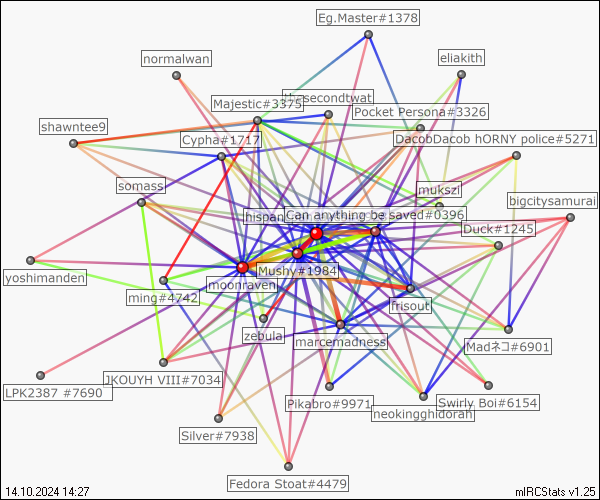 Eg.Master#1378
normalwan
eliakith
Majestic#3375
Pocket Persona#3326
shawntee9
Cypha#1717
DacobDacob hORNY police#5271
somass
mukszi
bigcitysamurai
Can anything be saved#0396
Duck#1245
Mushy#1984
yoshimanden
moonraven
ming#4742
frisout
zebula
marcemadness
Madネコ#6901
JKOUYH VIII#7034
LPK2387 #7690
Pikabro#9971
Swirly Boi#6154
neokingghidorah
Silver#7938
Fedora Stoat#4479
14.10.2024 14:27
mIRCStats v1.25